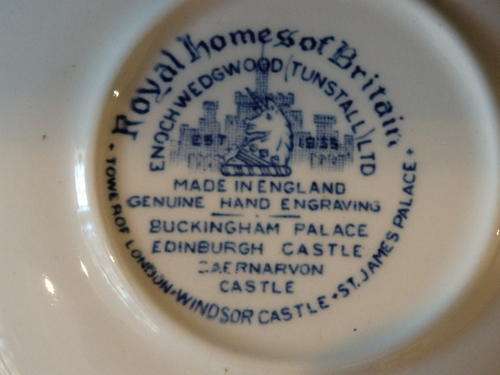 Royal Homes of Britain
ENOCH WEDGWOOD (TUNSTALL) LTD
EST 1835
MADE IN ENGLAND
GENUINE HAND ENGRAVING
BUCKINGHAM PALACE
EDINBURGH CASTLE
CAERNARVON
CASTLE
• TOWER OF LONDON • WINDSOR CASTLE • ST. JAMES PALACE •